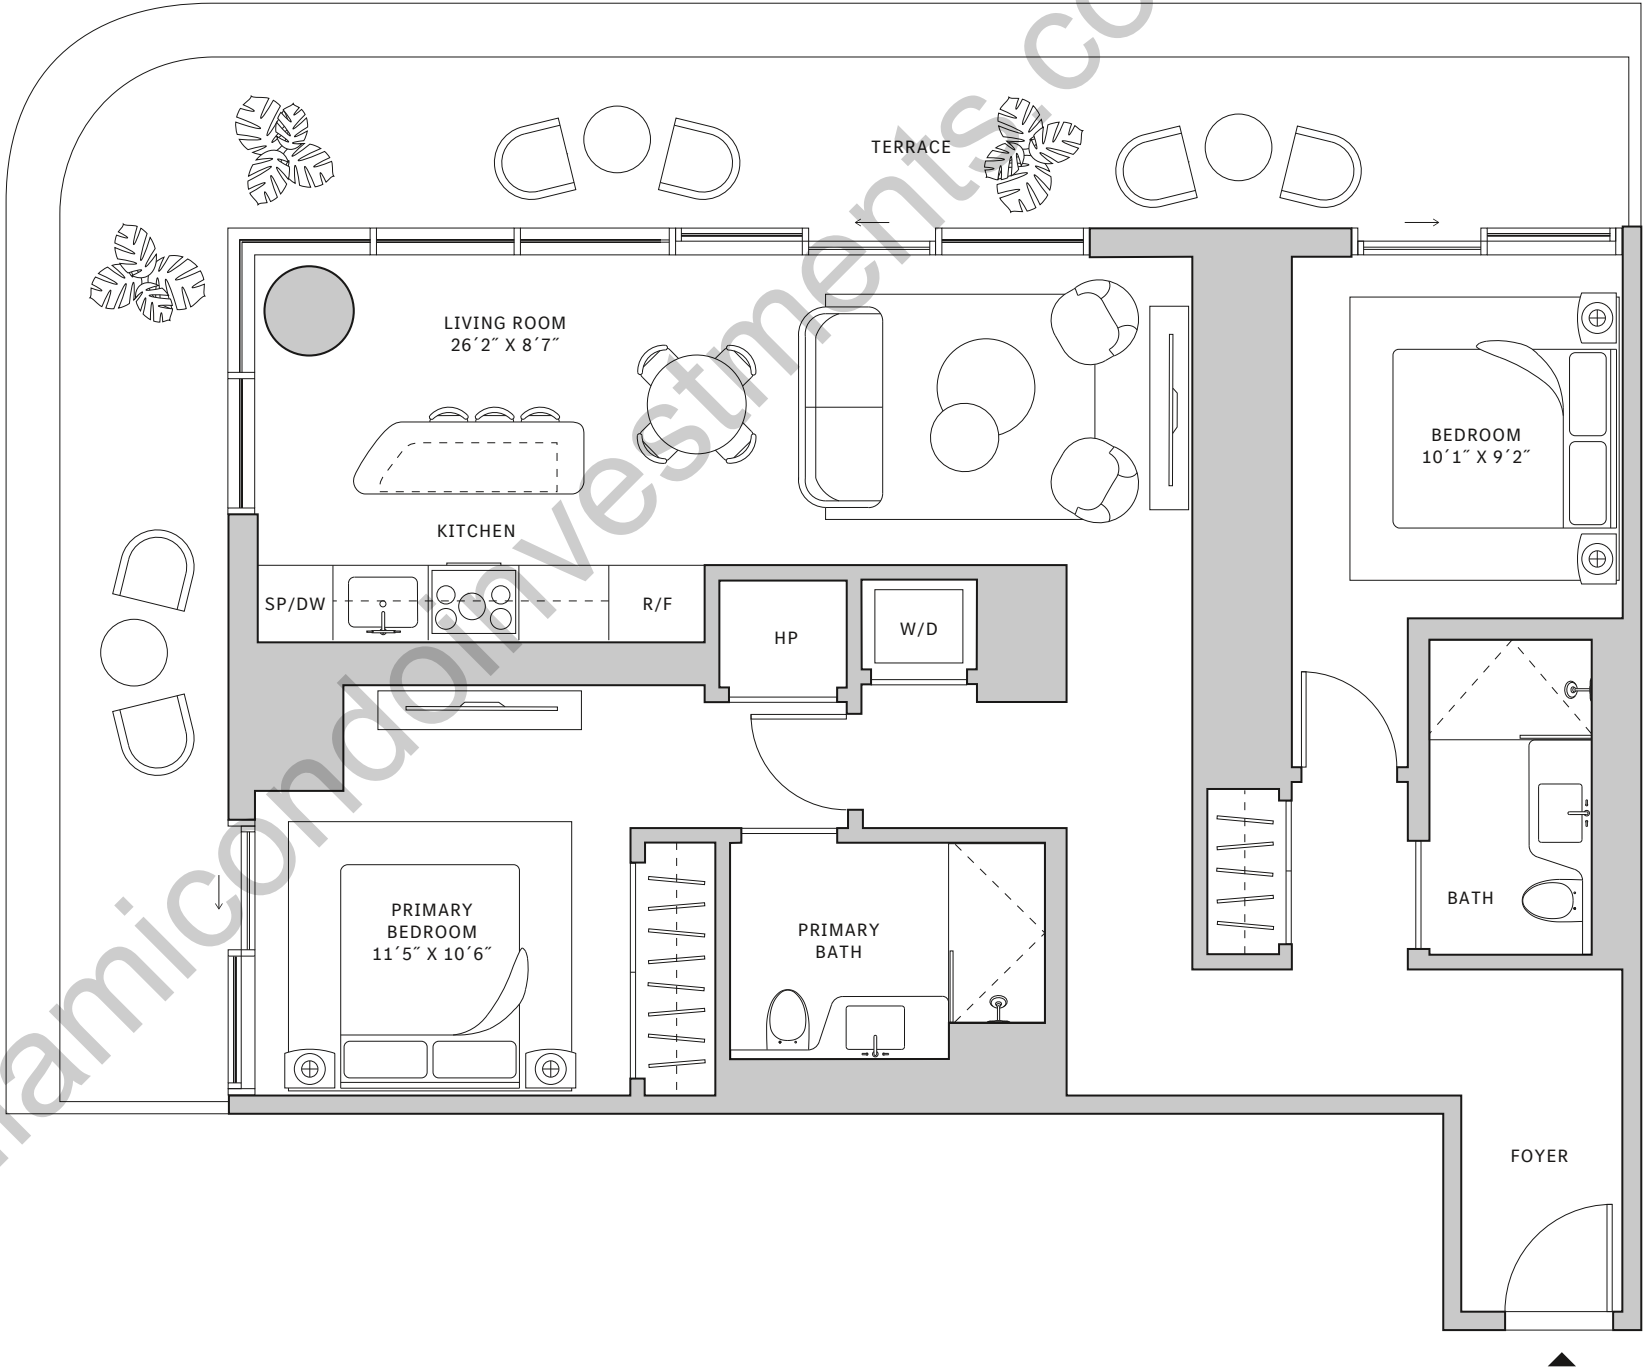 TERRACE
LIVING ROOM
26´2˝ X 8´7˝
BEDROOM
10´1˝ X 9´2˝
KITCHEN
SP/DW
R/F
HP
W/D
PRIMARY
BEDROOM
11´5˝ X 10´6˝
PRIMARY
BATH
BATH
FOYER
amicondoinvestments.co